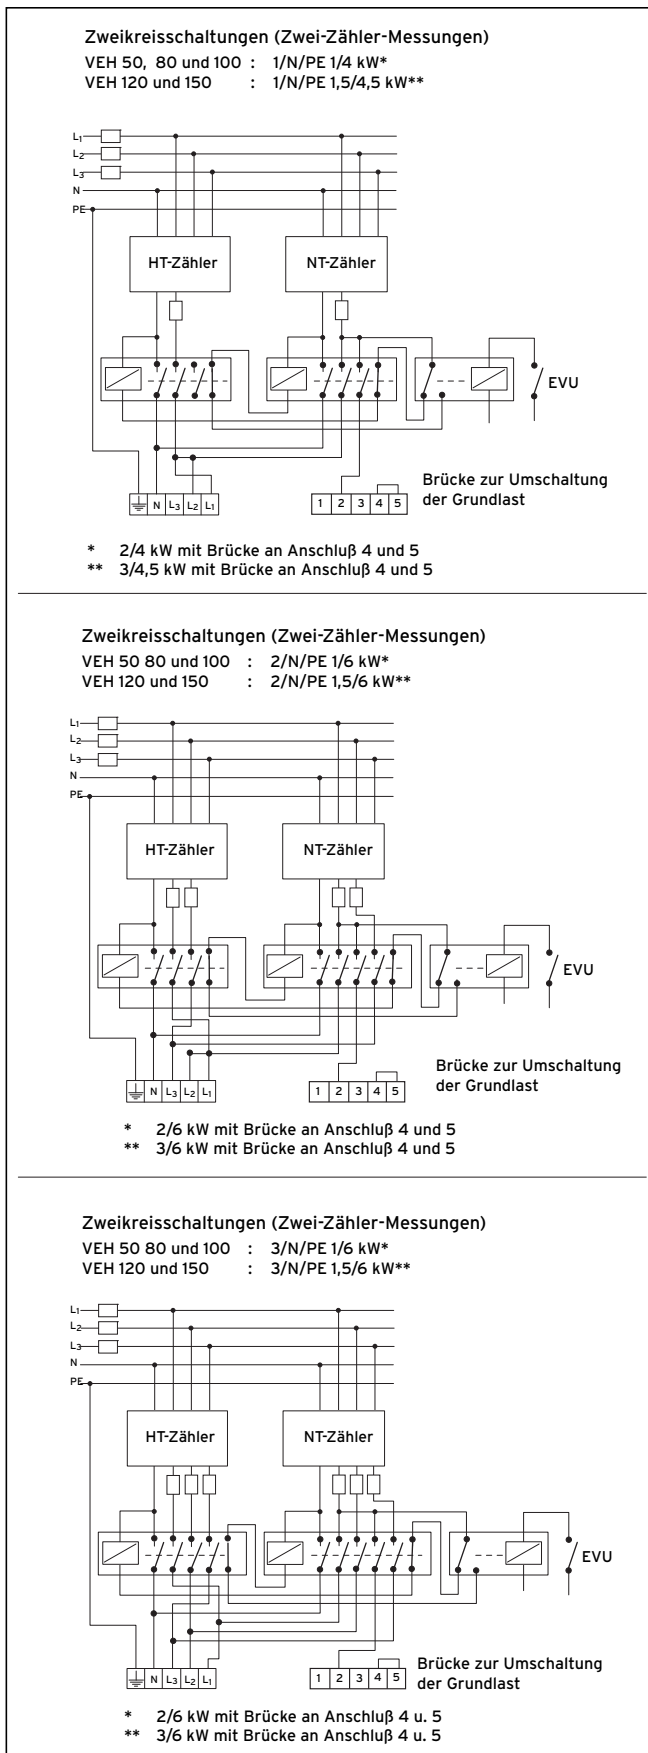 Zweikreisschaltungen (Zwei-Zähler-Messungen)
VEH 50, 80 und 100 : 1/N/PE 1/4 kW*
VEH 120 und 150 : 1/N/PE 1,5/4,5 kW**
L1
L2
L3
N
PE
HT-Zähler
NT-Zähler
EVU
N L3 L2 L1
1 2 3 4 5
Brücke zur Umschaltung
der Grundlast
* 2/4 kW mit Brücke an Anschluß 4 und 5
** 3/4,5 kW mit Brücke an Anschluß 4 und 5
Zweikreisschaltungen (Zwei-Zähler-Messungen)
VEH 50 80 und 100 : 2/N/PE 1/6 kW*
VEH 120 und 150 : 2/N/PE 1,5/6 kW**
L1
L2
L3
N
PE
HT-Zähler
NT-Zähler
EVU
N L3 L2 L1
1 2 3 4 5
Brücke zur Umschaltung
der Grundlast
* 2/6 kW mit Brücke an Anschluß 4 und 5
** 3/6 kW mit Brücke an Anschluß 4 und 5
Zweikreisschaltungen (Zwei-Zähler-Messungen)
VEH 50 80 und 100 : 3/N/PE 1/6 kW*
VEH 120 und 150 : 3/N/PE 1,5/6 kW**
L1
L2
L3
N
PE
HT-Zähler
NT-Zähler
EVU
N L3 L2 L1
1 2 3 4 5
Brücke zur Umschaltung
der Grundlast
* 2/6 kW mit Brücke an Anschluß 4 u. 5
** 3/6 kW mit Brücke an Anschluß 4 u. 5